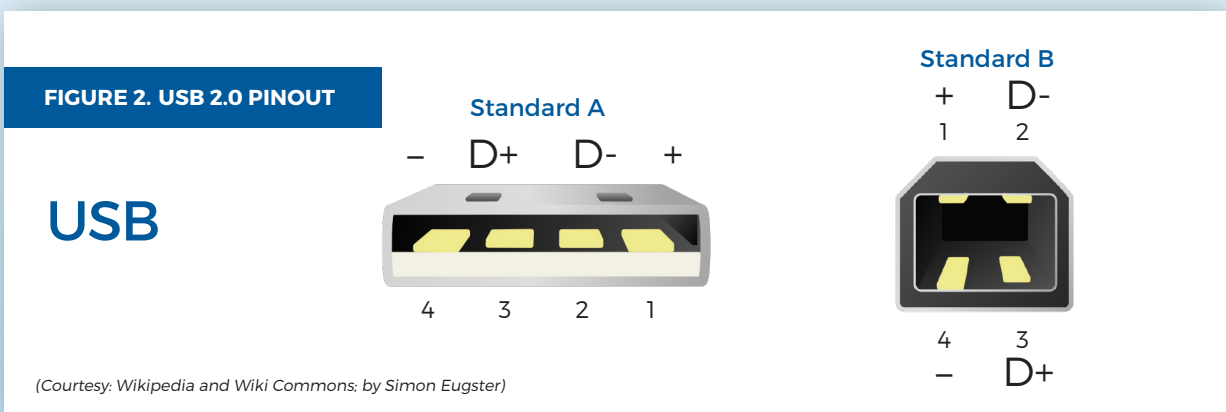 FIGURE 2. USB 2.0 PINOUT
USB
Standard A
– D+ D- +
4 3 2 1
Standard B
+ D-
1 2
4 3
– D+
(Courtesy: Wikipedia and Wiki Commons; by Simon Eugster)